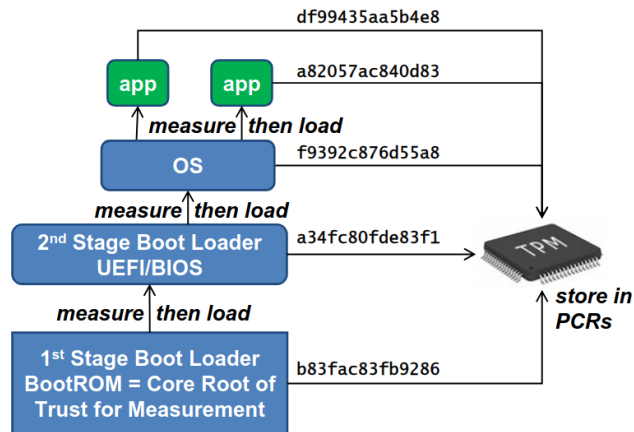 df99435aa5b4e8
app
app
a82057ac840d83
measure then load
OS
f9392c876d55a8
measure then load
2nd Stage Boot Loader
UEFI/BIOS
a34fc80fde83f1
TPM
measure then load
store in
PCRs
1st Stage Boot Loader
BootROM = Core Root of
Trust for Measurement
b83fac83fb9286